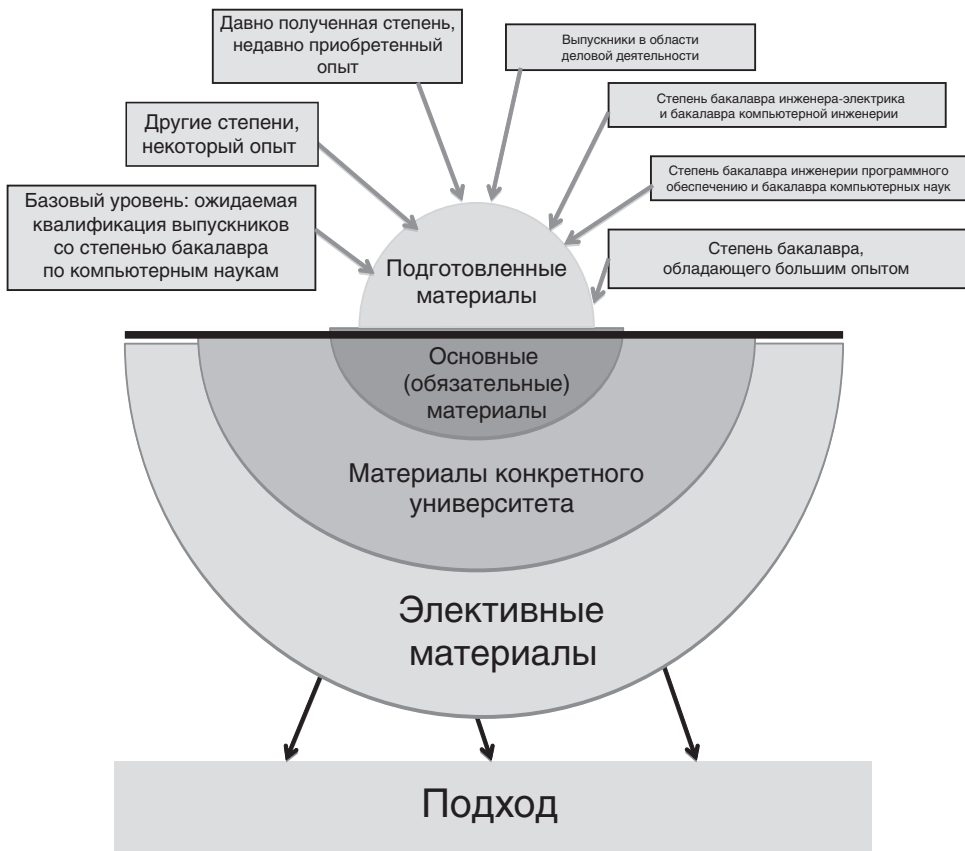 Давно полученная степень,
недавно приобретенный
опыт
Выпускники в области
деловой деятельности
Другие степени,
некоторый опыт
Степень бакалавра инженера-электрика
и бакалавра компьютерной инженерии
Базовый уровень: ожидаемая
квалификация выпускников
со степенью бакалавра
по компьютерным наукам
Степень бакалавра инженерии программного
обеспечению и бакалавра компьютерных наук
Степень бакалавра,
обладающего большим опытом
Подготовленные
материалы
Основные
(обязательные)
материалы
Материалы конкретного
университета
Элективные
материалы
Подход